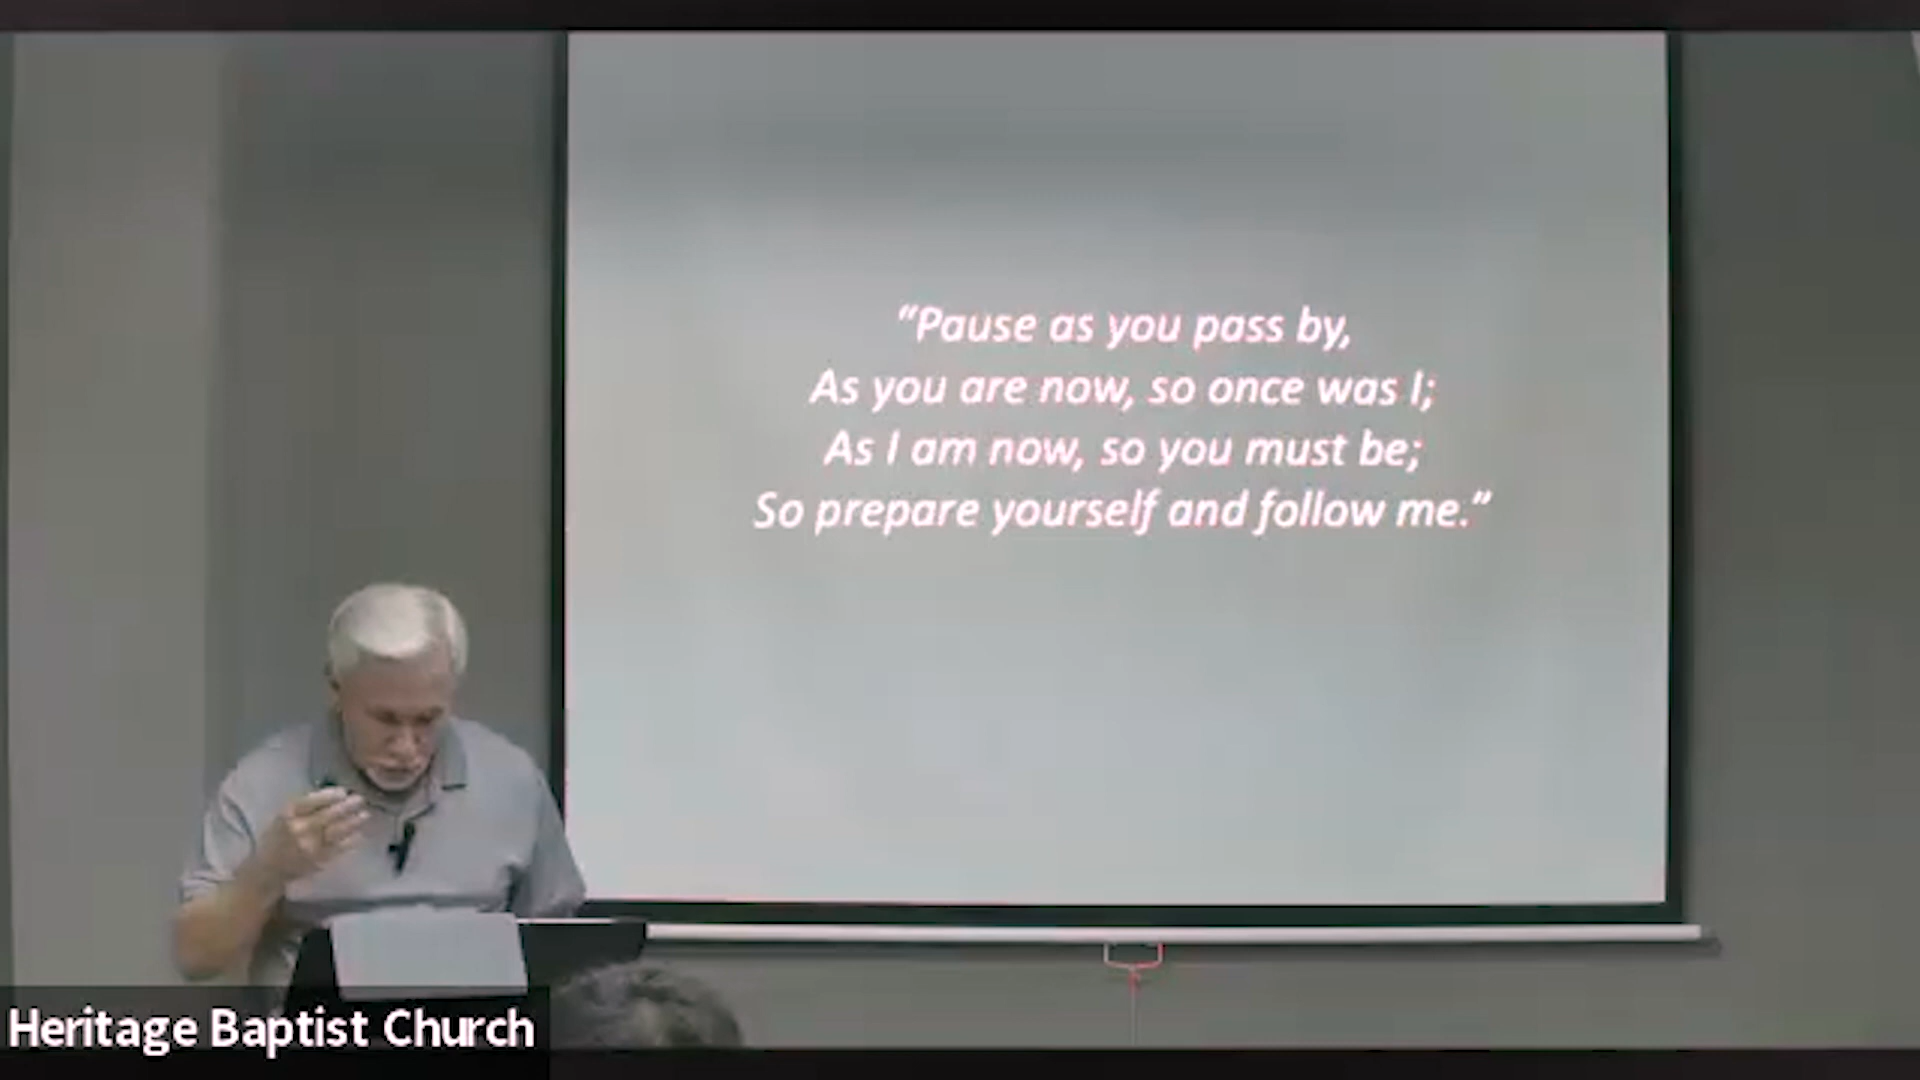 “Pause as you pass by,
As you are now, so once was I;
As I am now, so you must be;
So prepare yourself and follow me.”
Heritage Baptist Church